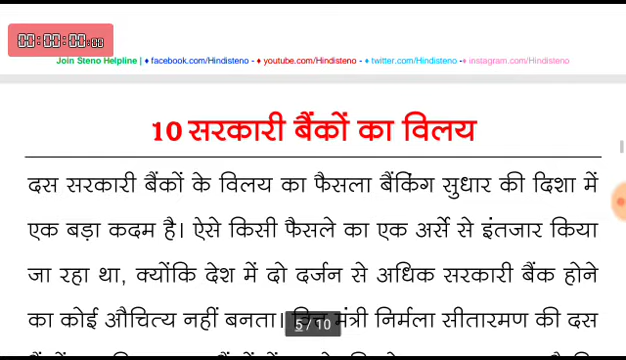 00:00:00.03
Join Steno Helpline | ♦ facebook.com/Hindisteno - ♦ youtube.com/Hindisteno - ♦ twitter.com/Hindisteno -♦ instagram.com/Hindisteno
10 सरकारी बैंकों का विलय
दस सरकारी बैंकों के विलय का फैसला बैंकिंग सुधार की दिशा में
एक बड़ा कदम है। ऐसे किसी फैसले का एक अर्से से इंतजार किया
जा रहा था, क्योंकि देश में दो दर्जन से अधिक सरकारी बैंक होने
का कोई औचित्य नहीं बनता। वित्त मंत्री निर्मला सीतारमण की दस
5/10